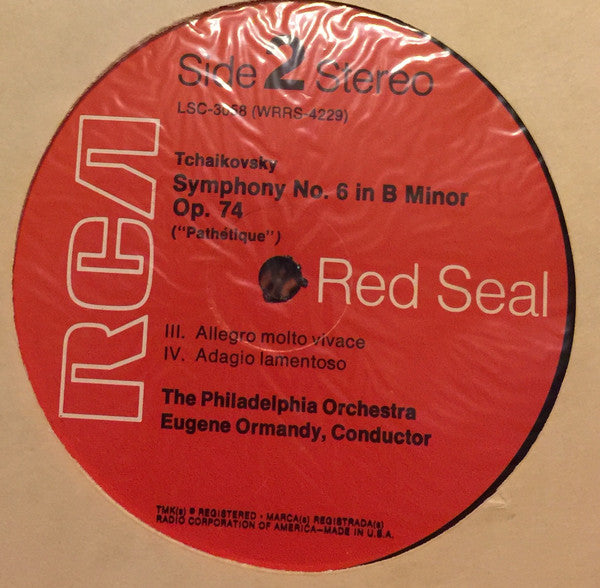 Side 2 Stereo
LSC-3058 (WRRS-4229)
Tchaikovsky
Symphony No. 6 in B Minor
Op. 74
("Pathétique")
RCA
Red Seal
III. Allegro molto vivace
IV. Adagio lamentoso
The Philadelphia Orchestra
Eugene Ormandy, Conductor
TMK(s) ® REGISTERED • MARCA(s) REGISTRADA(s)
RADIO CORPORATION OF AMERICA—MADE IN U.S.A.